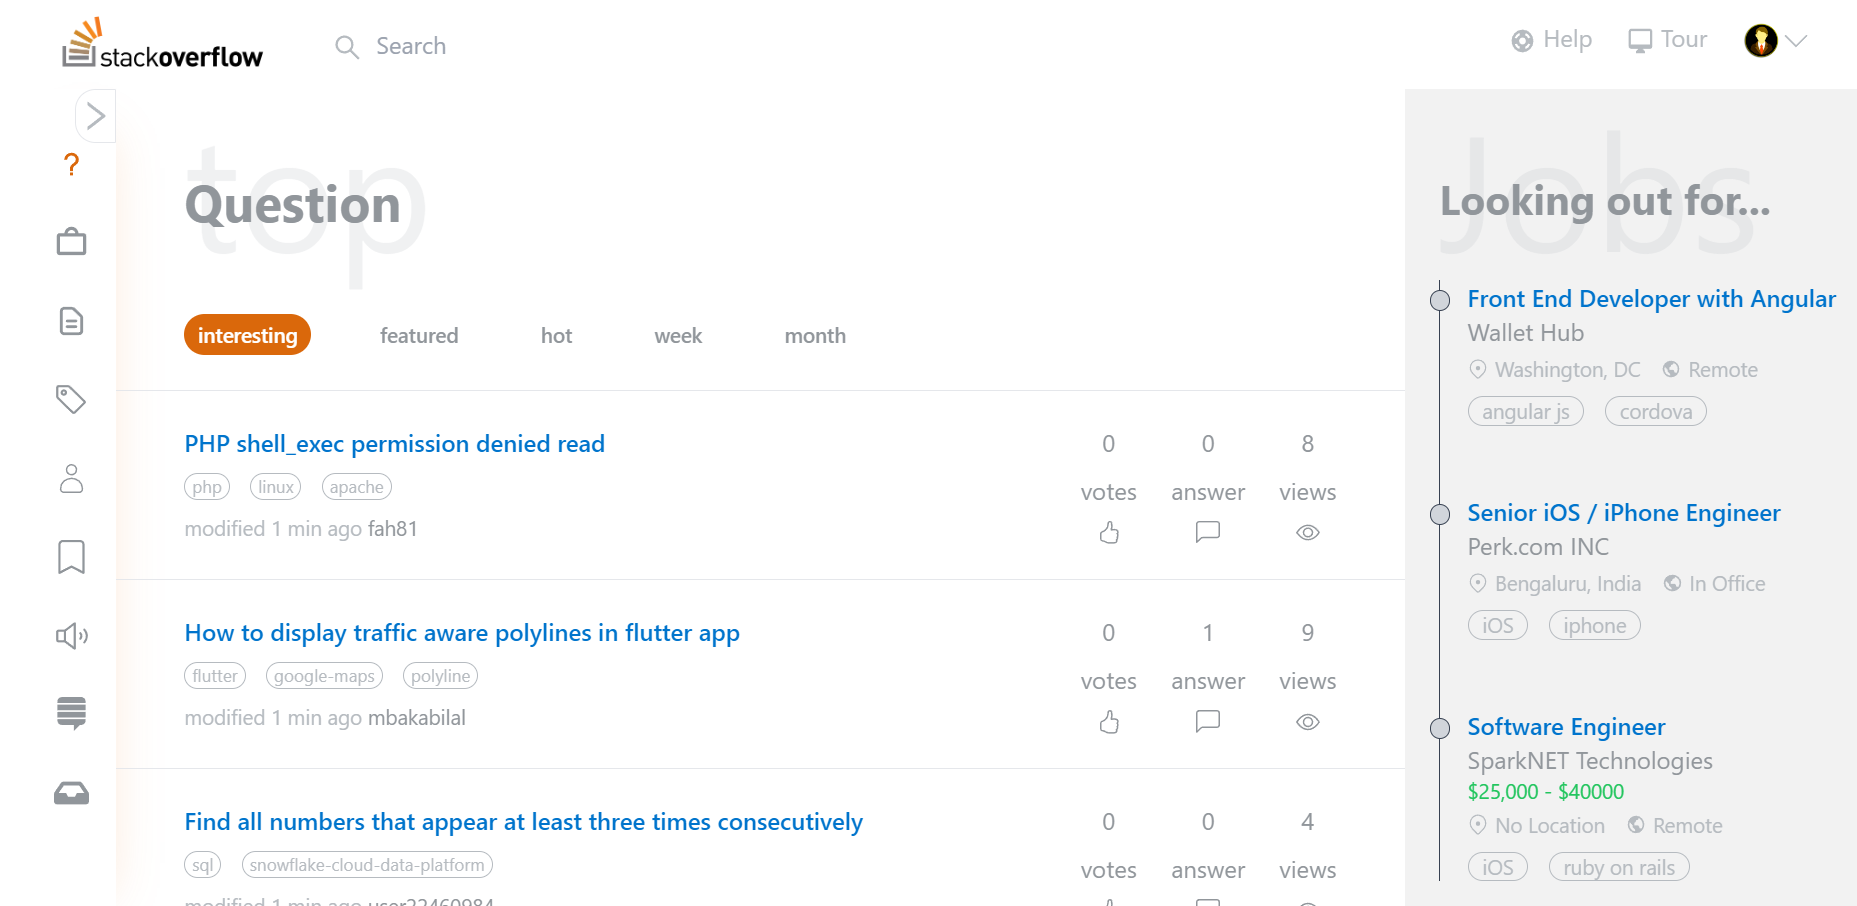 stackoverflow
Search
Help
Tour
top
Question
interesting
featured
hot
week
month
PHP shell_exec permission denied read
php
linux
apache
modified 1 min ago fah81
0
votes
0
answer
8
views
How to display traffic aware polylines in flutter app
flutter
google-maps
polyline
modified 1 min ago mbakabilal
0
votes
1
answer
9
views
Find all numbers that appear at least three times consecutively
sql
snowflake-cloud-data-platform
modified 1 min ago user22460984
0
votes
0
answer
4
views
Jobs
Looking out for...
Front End Developer with Angular
Wallet Hub
Washington, DC
Remote
angular js
cordova
Senior iOS / iPhone Engineer
Perk.com INC
Bengaluru, India
In Office
iOS
iphone
Software Engineer
SparkNET Technologies
$25,000 - $40000
No Location
Remote
iOS
ruby on rails